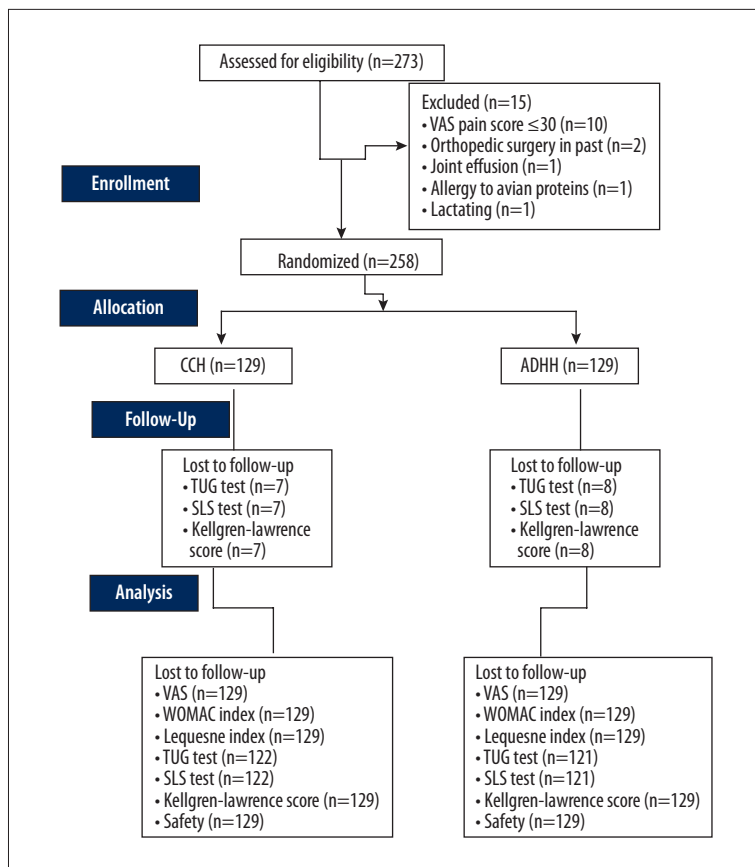 Assessed for eligibility (n=273)
Excluded (n=15)
• VAS pain score ≤30 (n=10)
• Orthopedic surgery in past (n=2)
• Joint effusion (n=1)
• Allergy to avian proteins (n=1)
• Lactating (n=1)
Enrollment
Randomized (n=258)
Allocation
CCH (n=129)
ADHH (n=129)
Follow-Up
Lost to follow-up
• TUG test (n=7)
• SLS test (n=7)
• Kellgren-lawrence
score (n=7)
Lost to follow-up
• TUG test (n=8)
• SLS test (n=8)
• Kellgren-lawrence
score (n=8)
Analysis
Lost to follow-up
• VAS (n=129)
• WOMAC index (n=129)
• Lequesne index (n=129)
• TUG test (n=122)
• SLS test (n=122)
• Kellgren-lawrence score (n=129)
• Safety (n=129)
Lost to follow-up
• VAS (n=129)
• WOMAC index (n=129)
• Lequesne index (n=129)
• TUG test (n=121)
• SLS test (n=121)
• Kellgren-lawrence score (n=129)
• Safety (n=129)